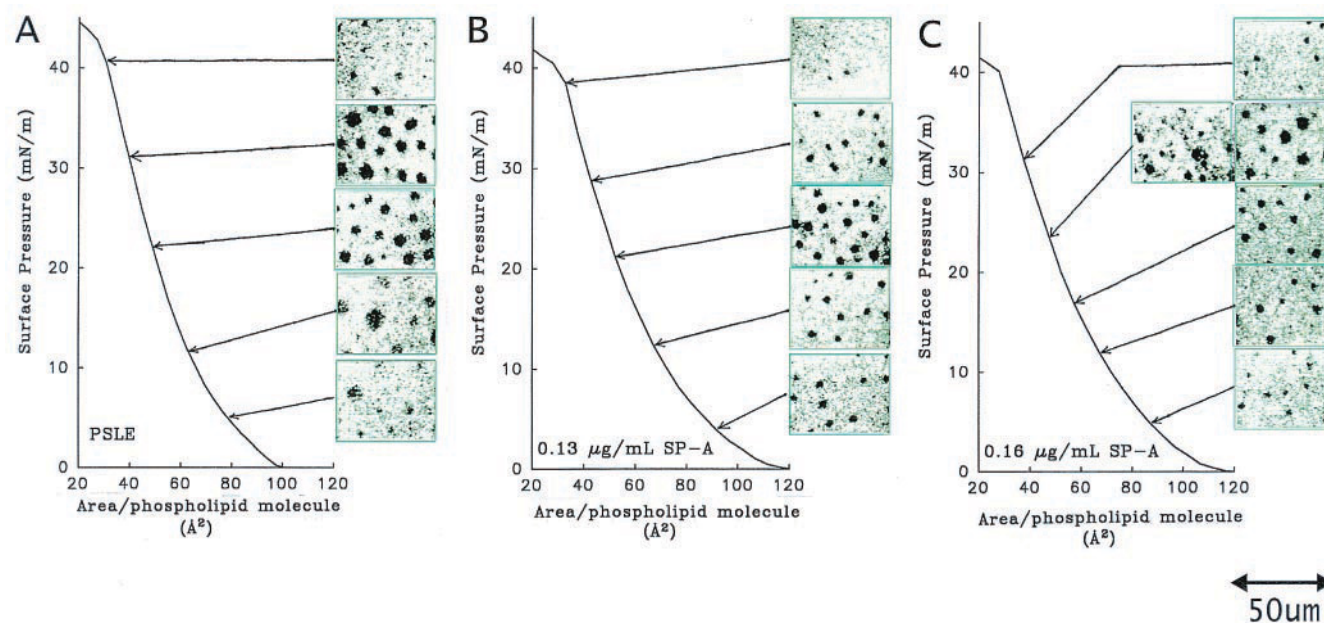 A
Surface Pressure (mN/m)
40
30
20
10
0
PSLE
20 40 60 80 100 120
Area/phospholipid molecule
(Å²)
B
Surface Pressure (mN/m)
40
30
20
10
0
0.13 µg/mL SP-A
20 40 60 80 100 120
Area/phospholipid molecule
(Å²)
C
Surface Pressure (mN/m)
40
30
20
10
0
0.16 µg/mL SP-A
20 40 60 80 100 120
Area/phospholipid molecule
(Å²)
50um